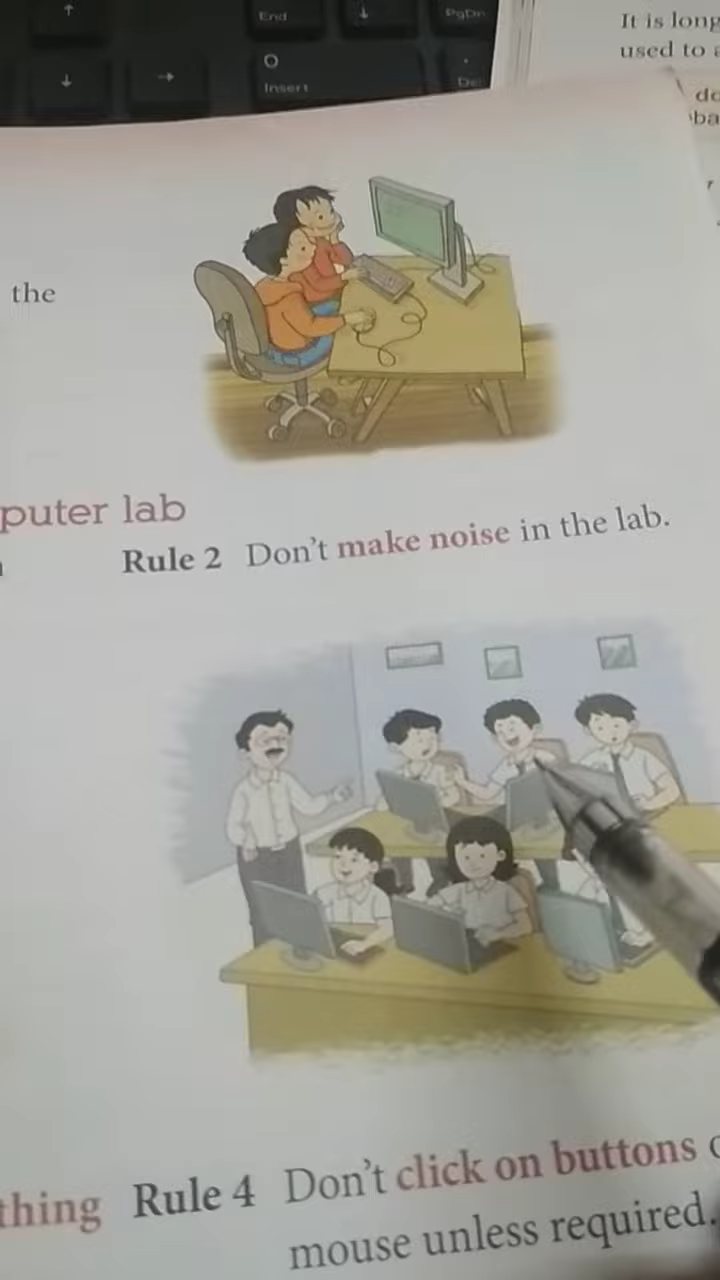 ↑
End
↓
PgDn
↓
→
0
Insert
It is long
used to
the
puter lab
Rule 2 Don't make noise in the lab.
thing Rule 4 Don't click on buttons
mouse unless required.